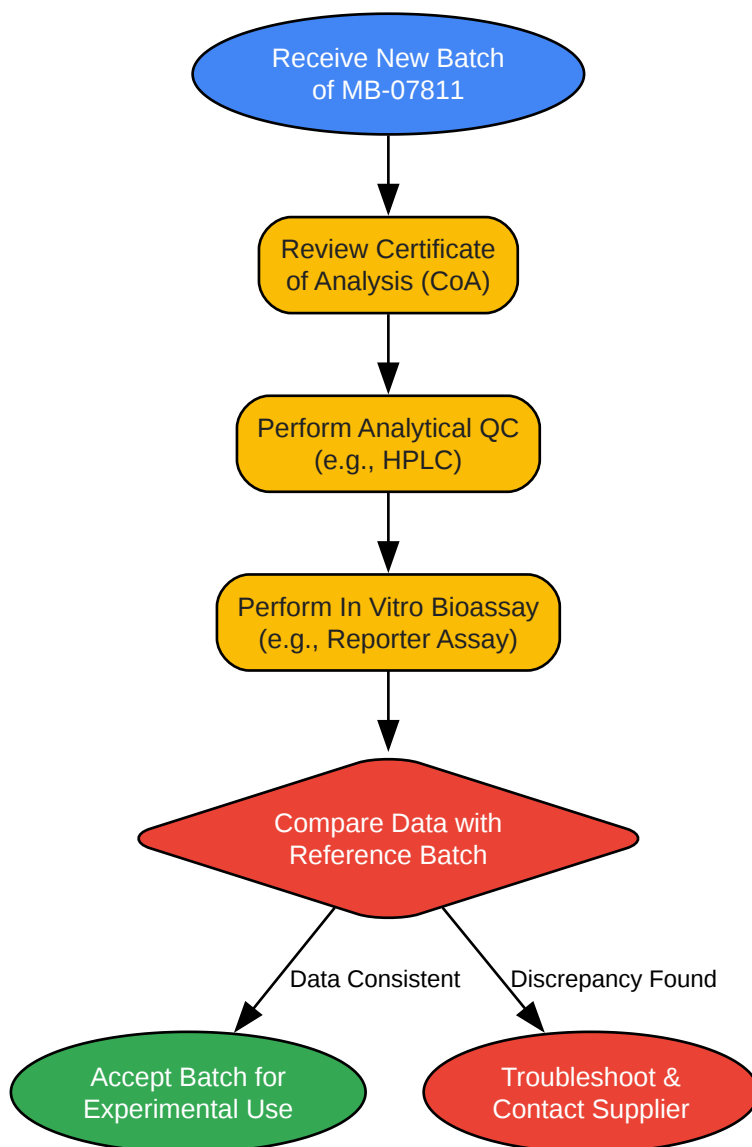 Receive New Batch
of MB-07811
Review Certificate
of Analysis (CoA)
Perform Analytical QC
(e.g., HPLC)
Perform In Vitro Bioassay
(e.g., Reporter Assay)
Compare Data with
Reference Batch
Data Consistent
Discrepancy Found
Accept Batch for
Experimental Use
Troubleshoot &
Contact Supplier